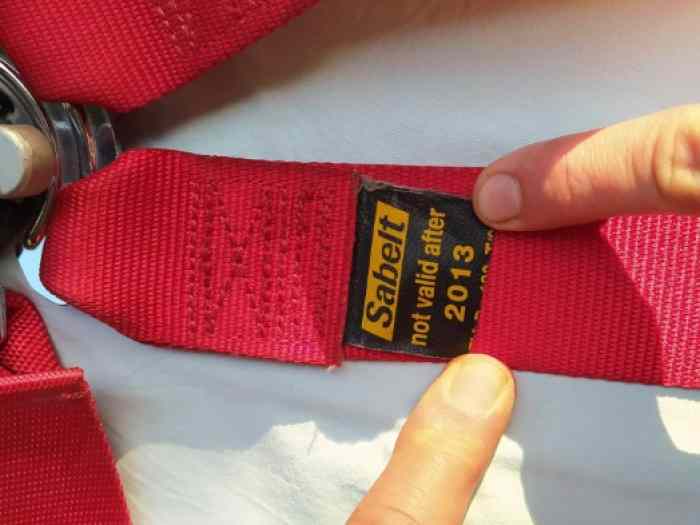 Sabelt
not valid after
2013